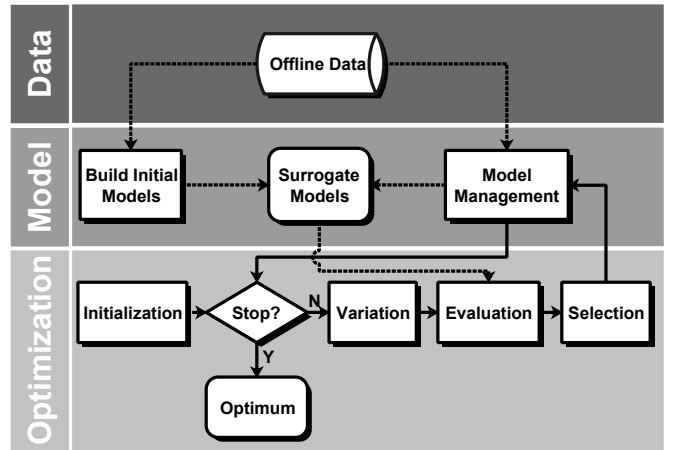 Data
Offline Data
Model
Build Initial
Models
Surrogate
Models
Model
Management
Optimization
Initialization
Stop?
N
Variation
Evaluation
Selection
Y
Optimum